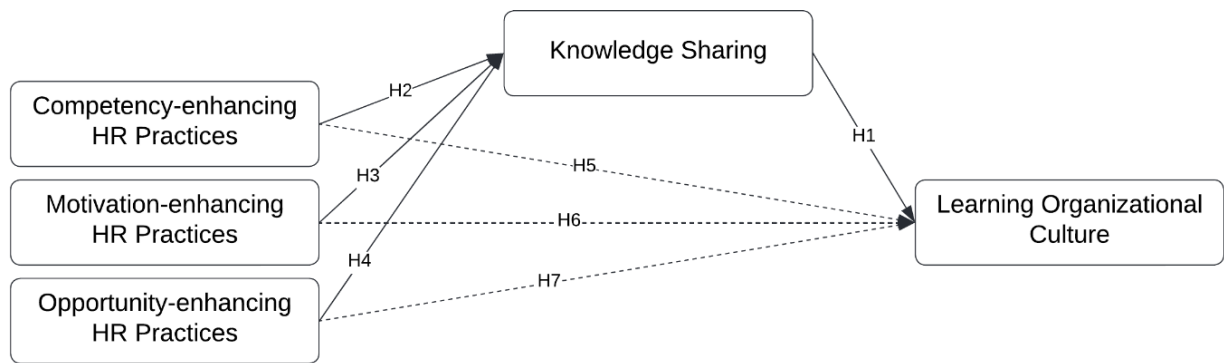 Knowledge Sharing
Competency-enhancing
HR Practices
H2
H1
H5
H3
Motivation-enhancing
HR Practices
H6
Learning Organizational
Culture
H4
H7
Opportunity-enhancing
HR Practices